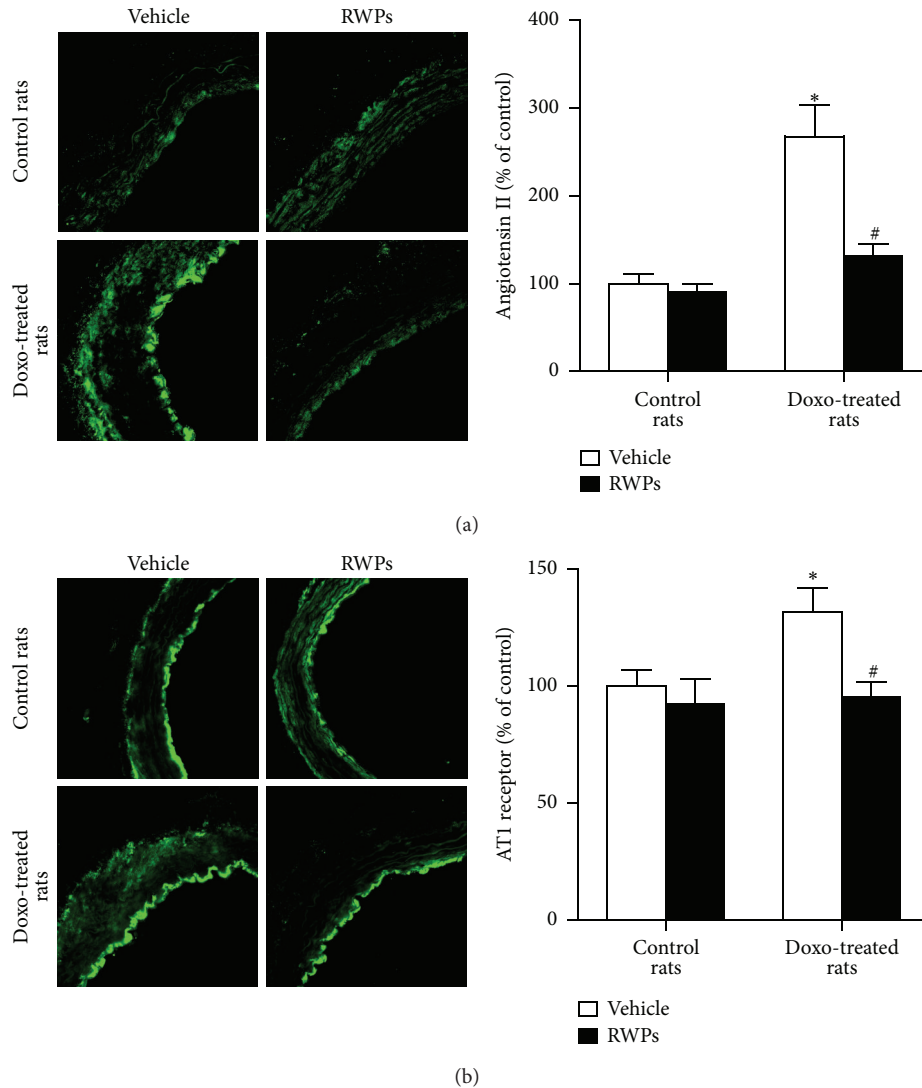 Vehicle
RWPs
Control rats
Doxo-treated
rats
Angiotensin II (% of control)
400
300
200
100
0
*
#
Control
rats
Doxo-treated
rats
Vehicle
RWPs
(a)
Vehicle
RWPs
Control rats
Doxo-treated
rats
AT1 receptor (% of control)
150
100
50
0
*
#
Control
rats
Doxo-treated
rats
Vehicle
RWPs
(b)